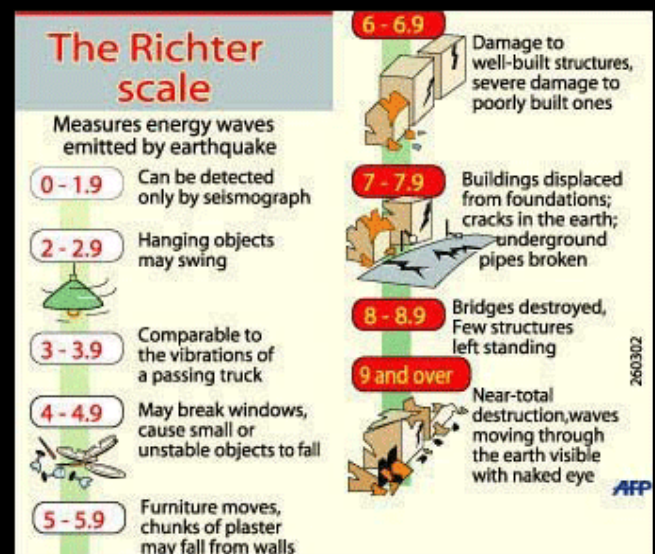 The Richter
scale
Measures energy waves
emitted by earthquake
0 - 1.9
Can be detected
only by seismograph
2 - 2.9
Hanging objects
may swing
3 - 3.9
Comparable to
the vibrations of
a passing truck
4 - 4.9
May break windows,
cause small or
unstable objects to fall
5 - 5.9
Furniture moves,
chunks of plaster
may fall from walls
6 - 6.9
Damage to
well-built structures,
severe damage to
poorly built ones
7 - 7.9
Buildings displaced
from foundations;
cracks in the earth;
underground
pipes broken
8 - 8.9
Bridges destroyed,
Few structures
left standing
9 and over
Near-total
destruction,waves
moving through
the earth visible
with naked eye
260302
AFP